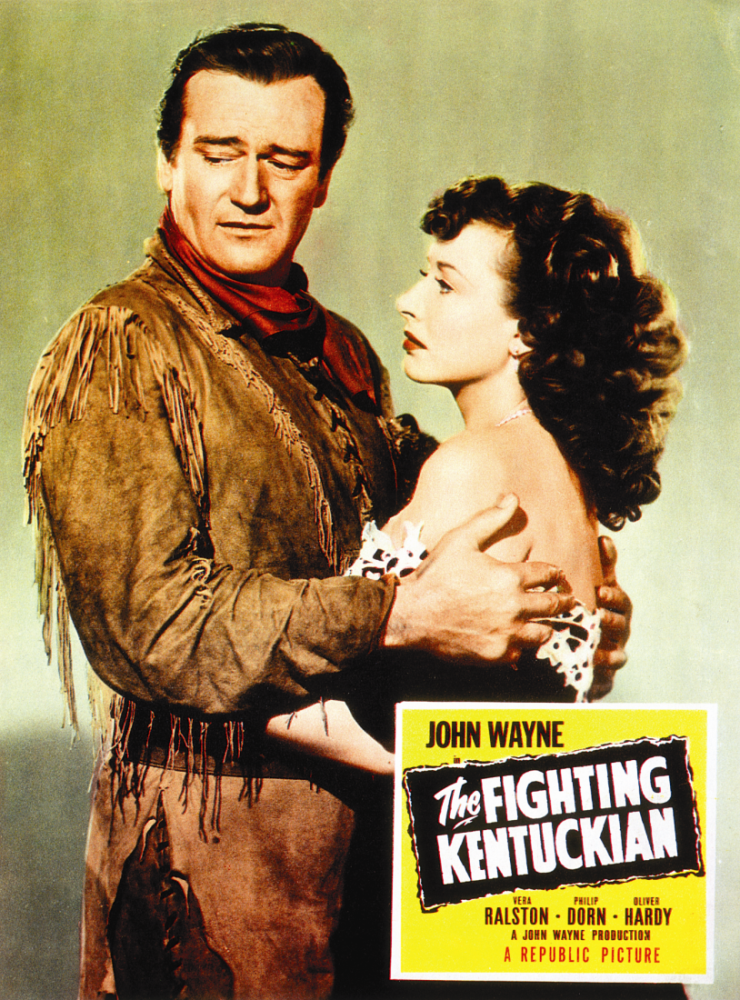 JOHN WAYNE
in
The FIGHTING
KENTUCKIAN
VERA PHILIP OLIVER
RALSTON · DORN · HARDY
A JOHN WAYNE PRODUCTION
A REPUBLIC PICTURE